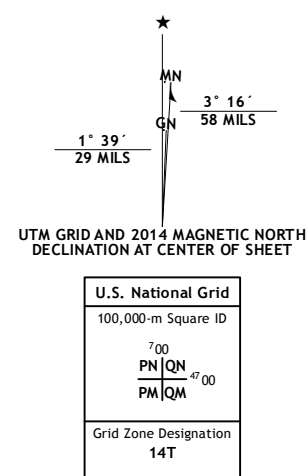 ★
MN
GN
3° 16´
58 MILS
1° 39´
29 MILS
UTM GRID AND 2014 MAGNETIC NORTH
DECLINATION AT CENTER OF SHEET
U.S. National Grid
100,000-m Square ID
700
PN QN
4700
PM QM
Grid Zone Designation
14T